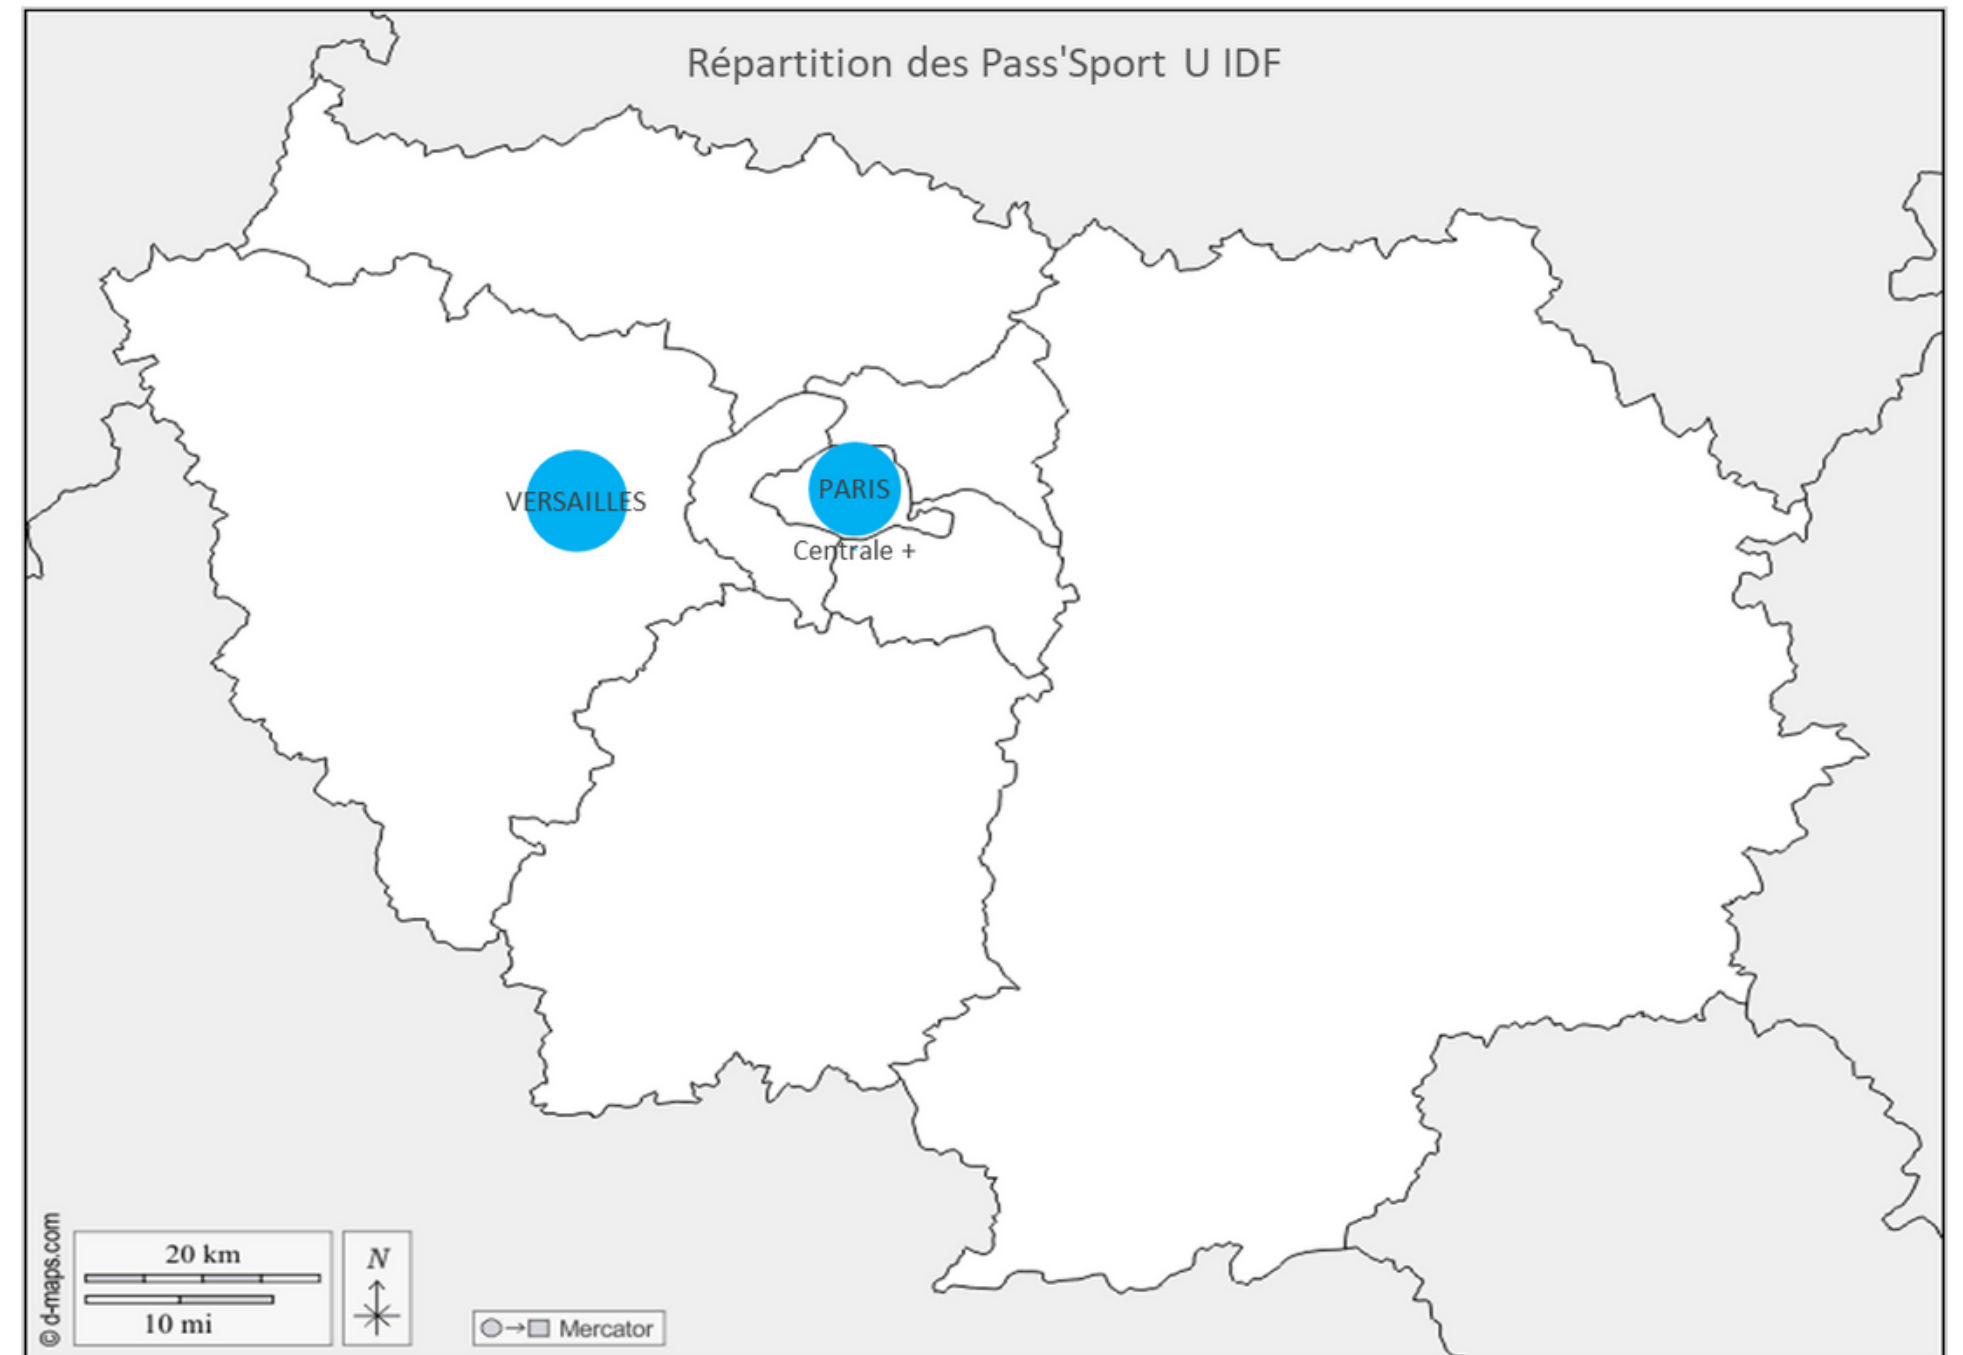 Répartition des Pass'Sport U IDF
VERSAILLES
PARIS
Centrale +
20 km
10 mi
N
Mercator
© d-maps.com